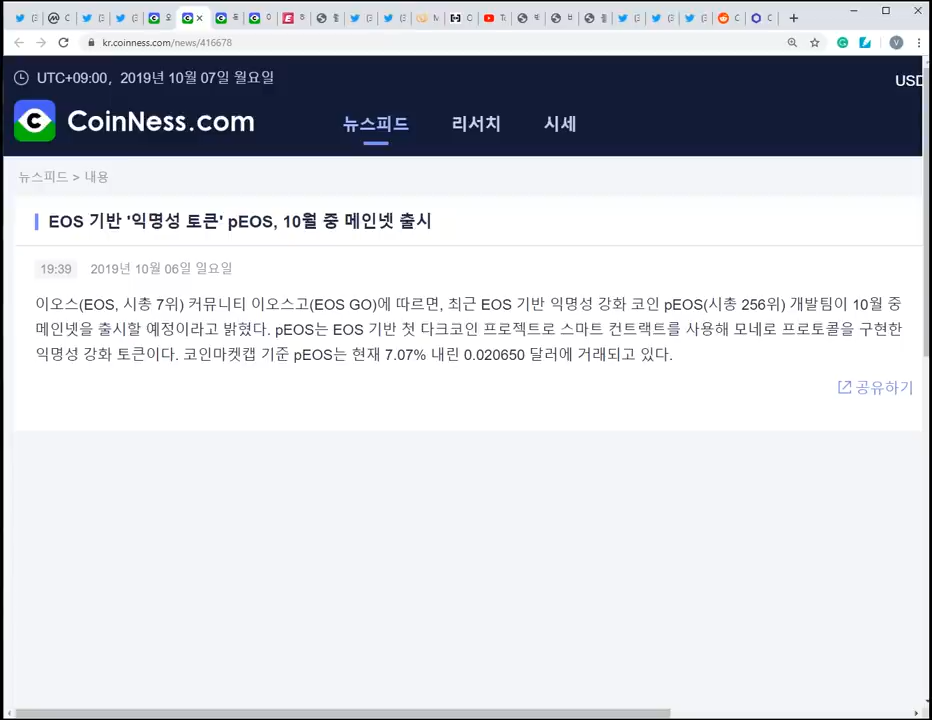 kr.coinness.com/news/416678
UTC+09:00, 2019년 10월 07일 월요일
USD
CoinNess.com
뉴스피드 리서치 시세
뉴스피드 > 내용
EOS 기반 '익명성 토큰' pEOS, 10월 중 메인넷 출시
19:39 2019년 10월 06일 일요일
이오스(EOS, 시총 7위) 커뮤니티 이오스고(EOS GO)에 따르면, 최근 EOS 기반 익명성 강화 코인 pEOS(시총 256위) 개발팀이 10월 중
메인넷을 출시할 예정이라고 밝혔다. pEOS는 EOS 기반 첫 다크코인 프로젝트로 스마트 컨트랙트를 사용해 모네로 프로토콜을 구현한
익명성 강화 토큰이다. 코인마켓캡 기준 pEOS는 현재 7.07% 내린 0.020650 달러에 거래되고 있다.
공유하기